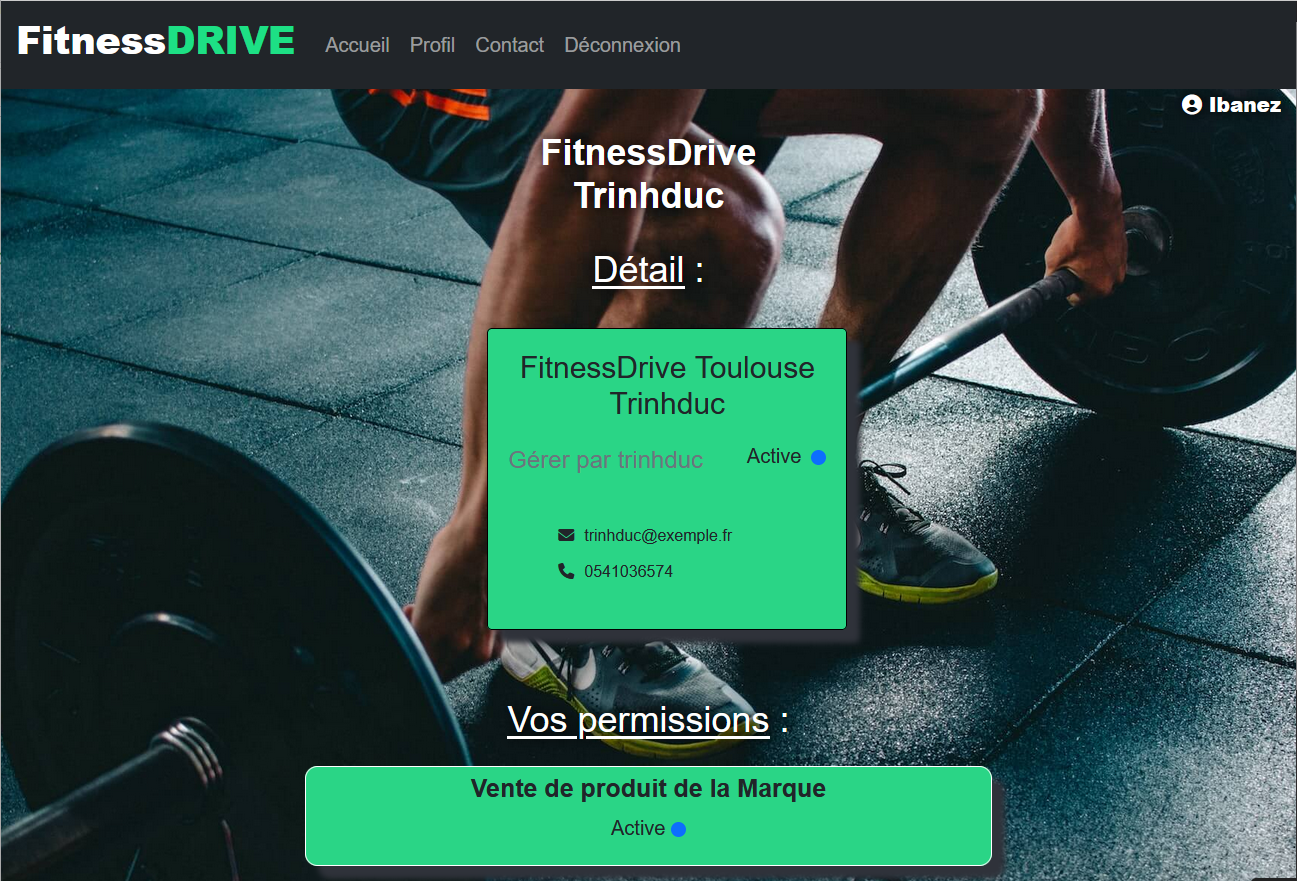 FitnessDRIVE Accueil Profil Contact Déconnexion
Ibanez
FitnessDrive
Trinhduc
Détail :
FitnessDrive Toulouse
Trinhduc
Gérer par trinhduc Active
trinhduc@exemple.fr
0541036574
Vos permissions :
Vente de produit de la Marque
Active